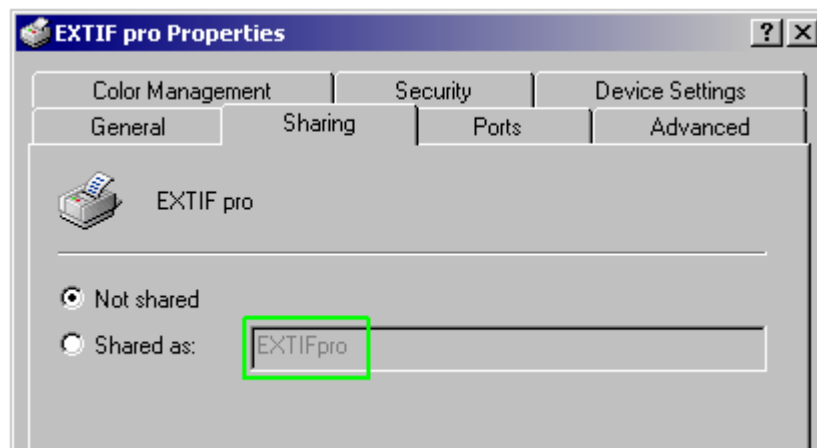 EXTIF pro Properties
Color Management Security Device Settings
General Sharing Ports Advanced
EXTIF pro
Not shared
Shared as: EXTIFpro